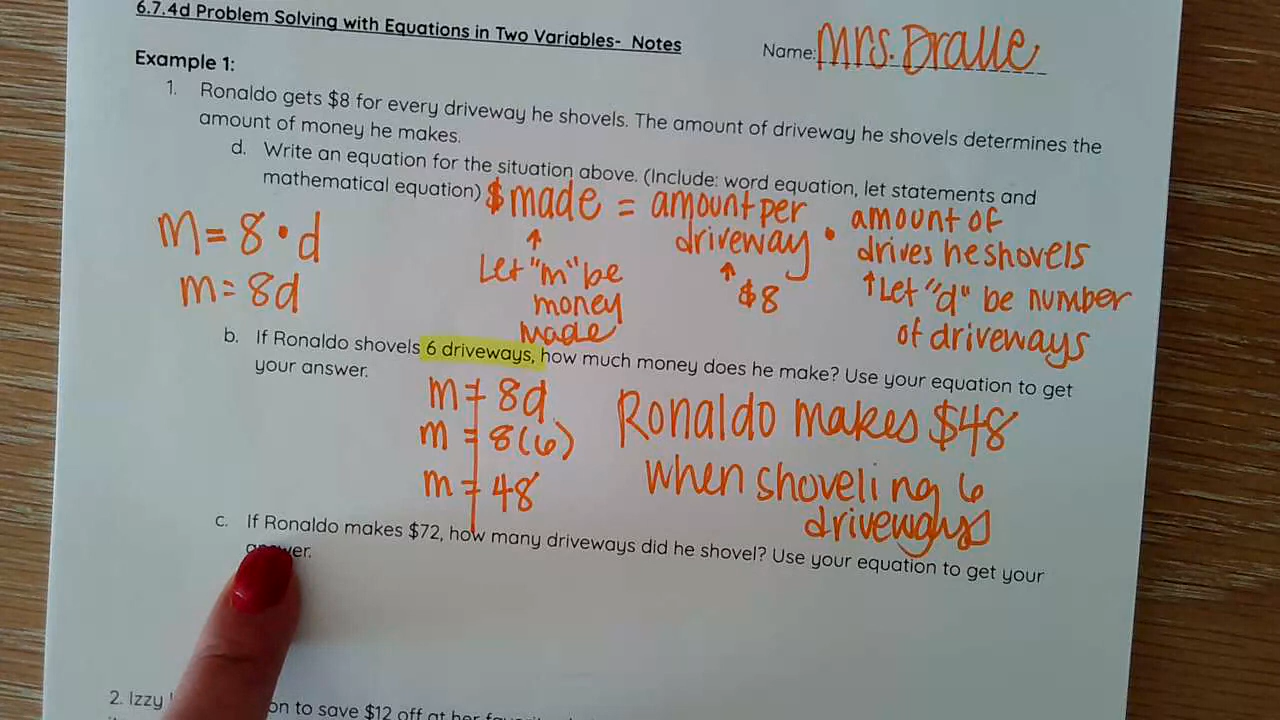 6.7.4d Problem Solving with Equations in Two Variables- Notes
Name: Mrs. Dralle
Example 1:
1. Ronaldo gets $8 for every driveway he shovels. The amount of driveway he shovels determines the
amount of money he makes.
d. Write an equation for the situation above. (Include: word equation, let statements and
mathematical equation)
$ made = amount per driveway • amount of drives he shovels
↑ Let "m" be money made
↑ $8
↑ Let "d" be number of driveways
m = 8 • d
m = 8d
b. If Ronaldo shovels 6 driveways, how much money does he make? Use your equation to get
your answer.
m = 8d
m = 8(6)
m = 48
Ronaldo makes $48
when shoveling 6
driveways
c. If Ronaldo makes $72, how many driveways did he shovel? Use your equation to get your
answer.
2. Izzy
on to save $12 off at her